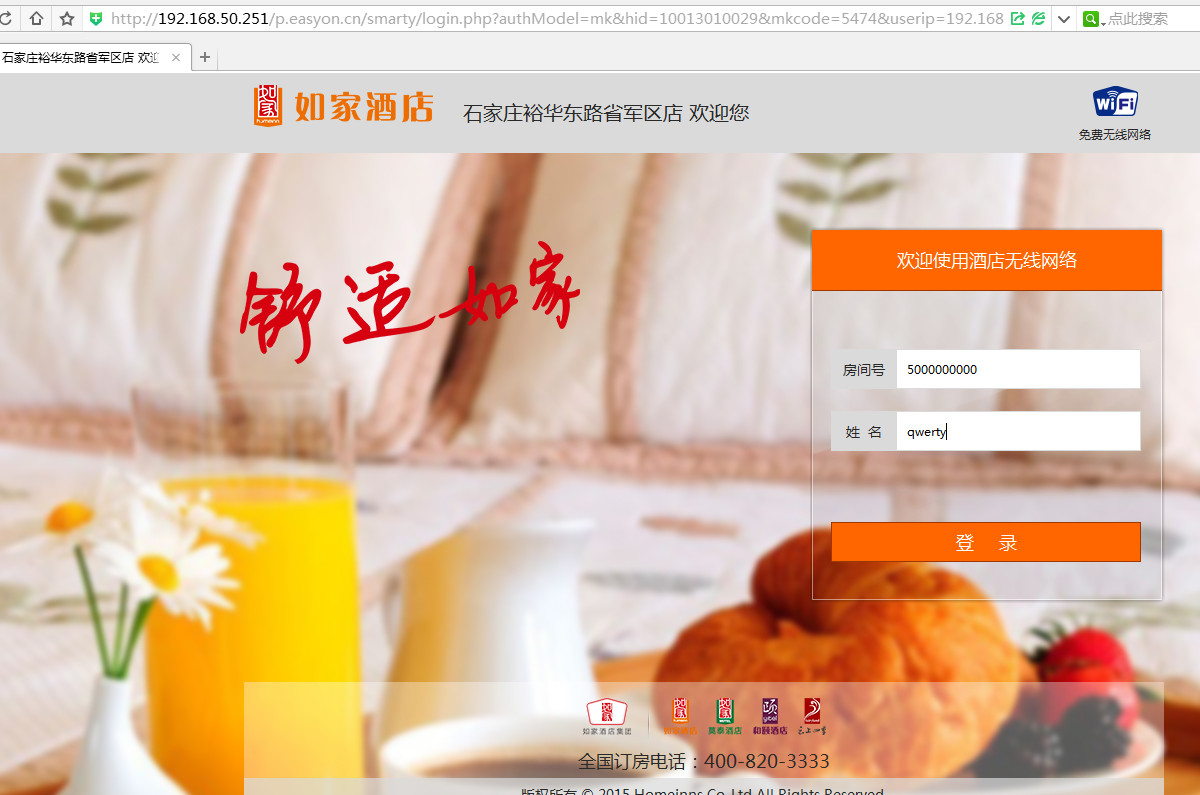 http://192.168.50.251/p.easyon.cn/smarty/login.php?authModel=mk&hid=10013010029&mkcode=5474&userip=192.168
点此搜索
石家庄裕华东路省军区店 欢迎
如家 如家酒店 石家庄裕华东路省军区店 欢迎您
WiFi
免费无线网络
舒适如家
欢迎使用酒店无线网络
房间号 5000000000
姓 名 qwerty
登 录
如家酒店集团 如家酒店 莫泰酒店 和颐酒店
全国订房电话：400-820-3333
版权所有 © 2015 Homeinns Co.,Ltd All Rights Reserved